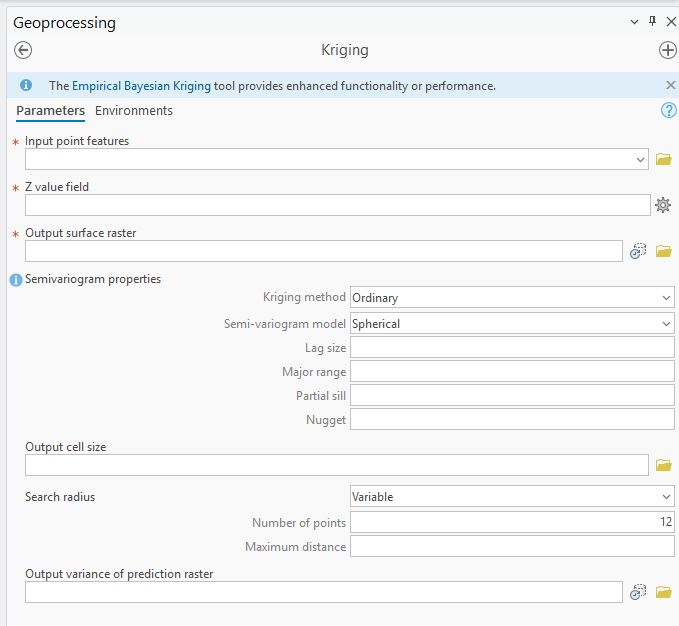 Geoprocessing
Kriging
The Empirical Bayesian Kriging tool provides enhanced functionality or performance.
Parameters Environments
* Input point features
* Z value field
* Output surface raster
Semivariogram properties
Kriging method Ordinary
Semi-variogram model Spherical
Lag size
Major range
Partial sill
Nugget
Output cell size
Search radius Variable
Number of points 12
Maximum distance
Output variance of prediction raster